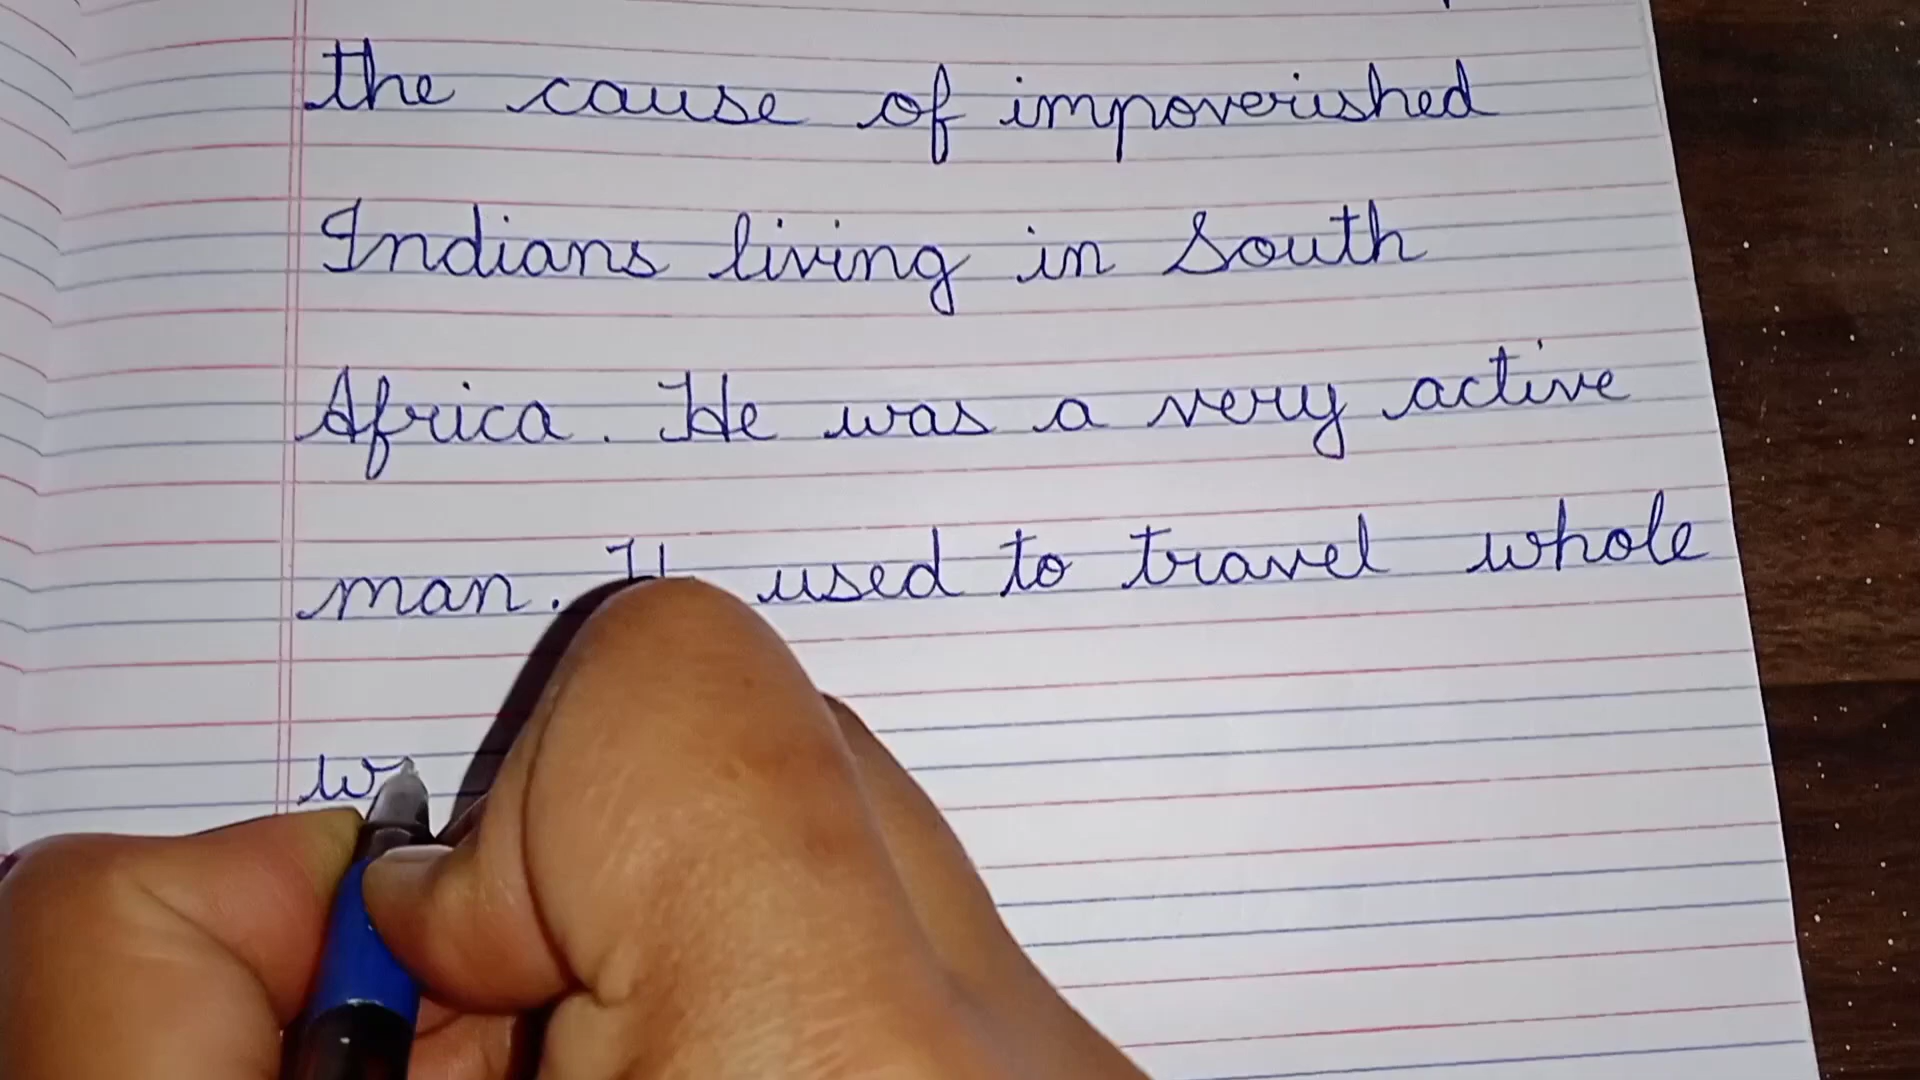 the cause of impoverished
Indians living in South
Africa. He was a very active
man. used to travel whole